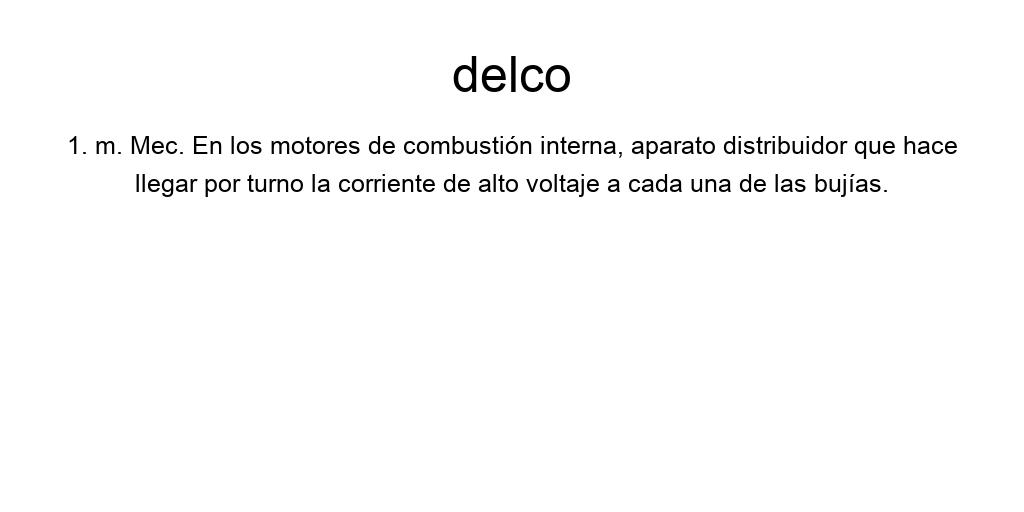 delco
1. m. Mec. En los motores de combustión interna, aparato distribuidor que hace
llegar por turno la corriente de alto voltaje a cada una de las bujías.